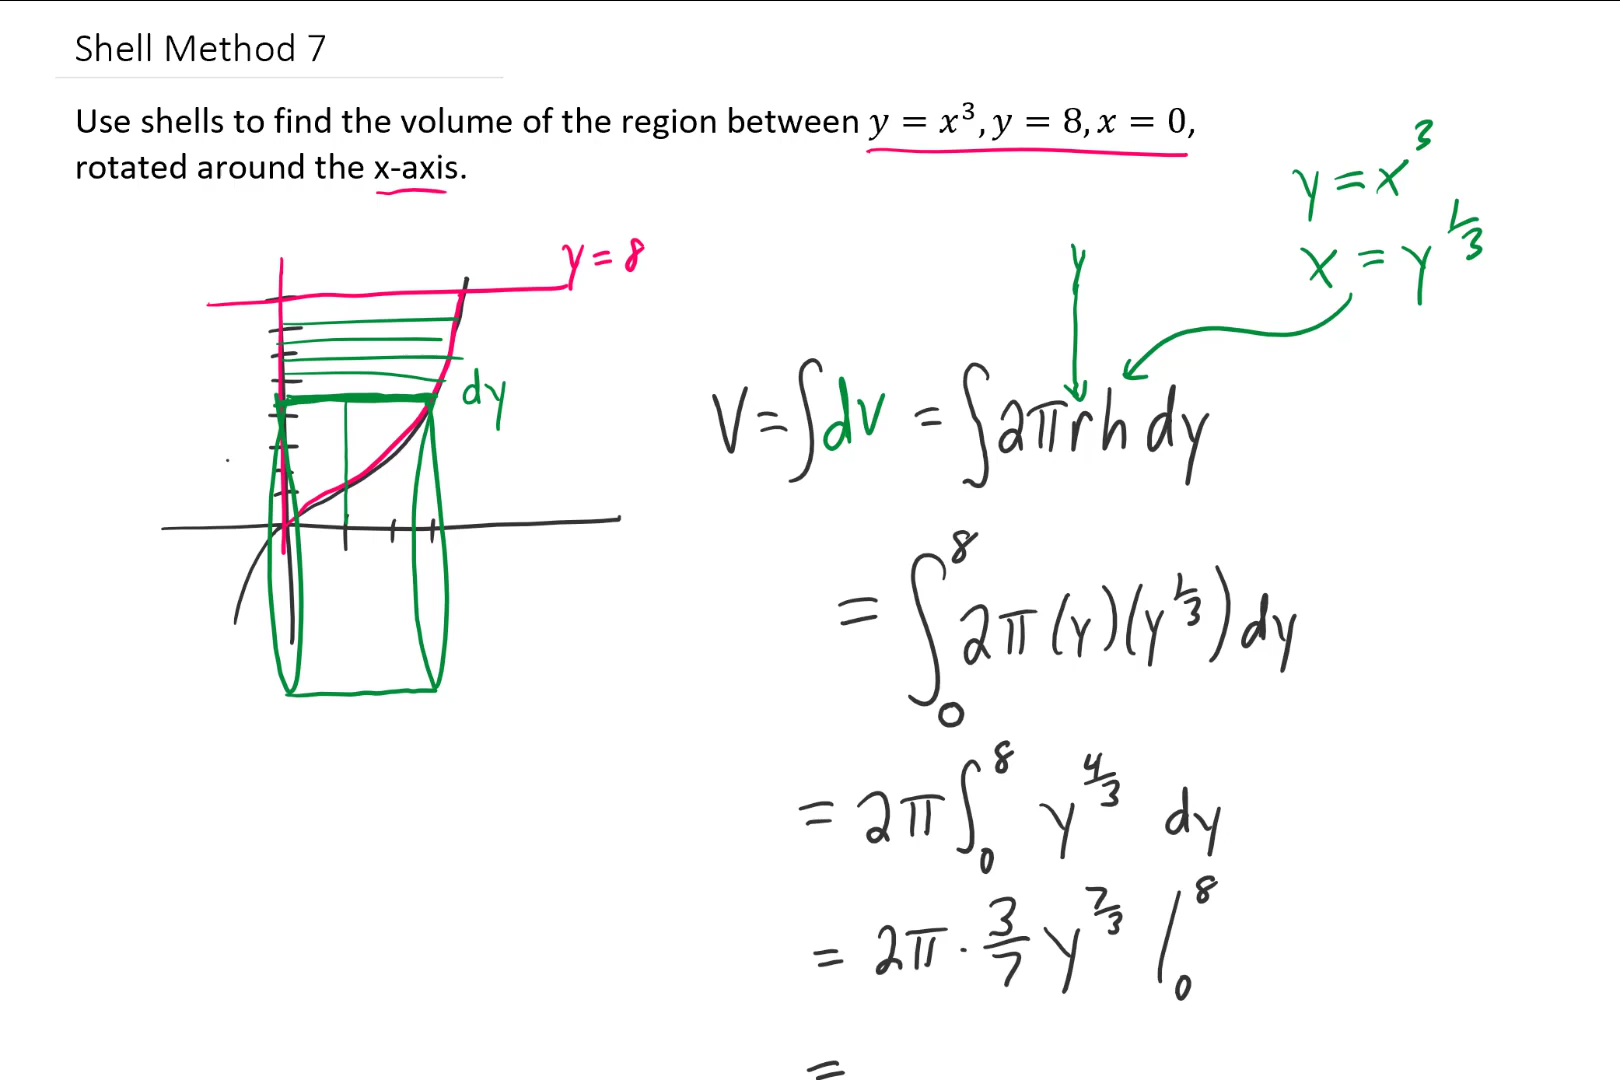 Shell Method 7
Use shells to find the volume of the region between y = x³, y = 8, x = 0,
rotated around the x-axis.
y = x³
x = y^{1/3}
y = 8
y
dy
V = ∫dV = ∫2πrh dy
= ∫₀⁸ 2π(y)(y^{1/3})dy
= 2π∫₀⁸ y^{4/3} dy
= 2π · 3/7 y^{7/3} |₀⁸
=